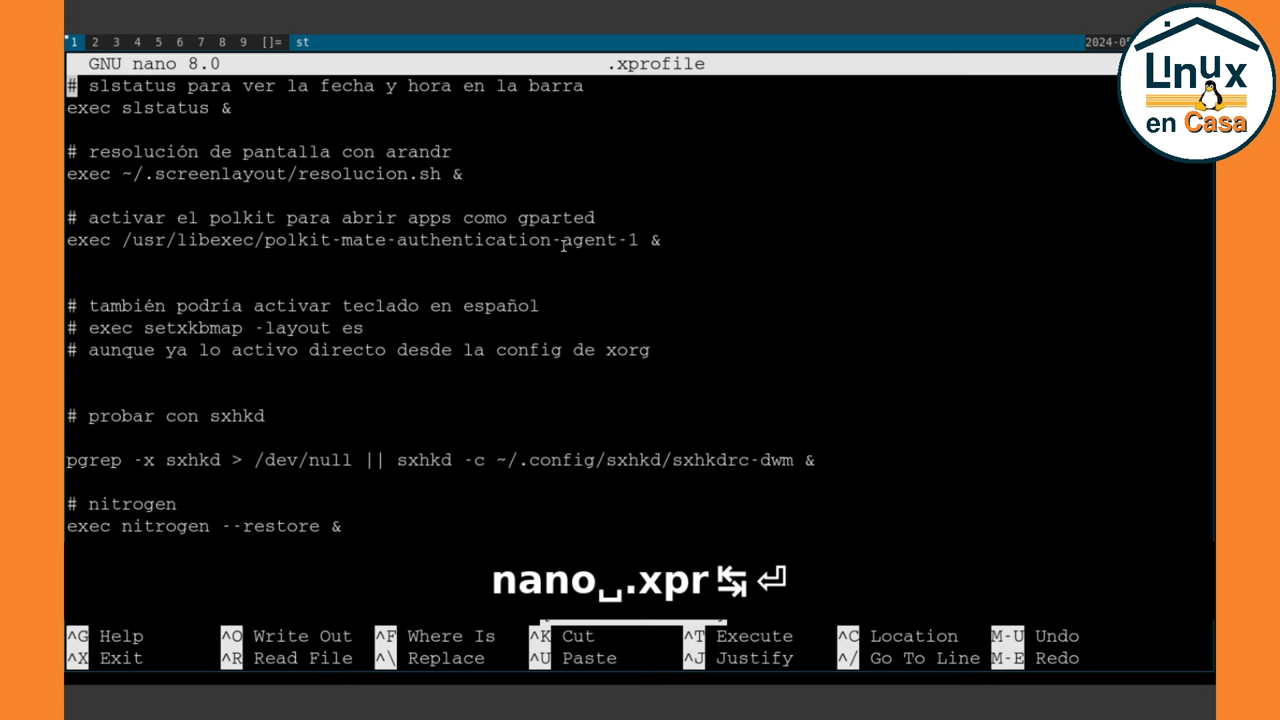 1 2 3 4 5 6 7 8 9 []= st 2024-05
GNU nano 8.0 .xprofile
# slstatus para ver la fecha y hora en la barra
exec slstatus &
# resolución de pantalla con arandr
exec ~/.screenlayout/resolucion.sh &
# activar el polkit para abrir apps como gparted
exec /usr/libexec/polkit-mate-authentication-agent-1 &
# también podría activar teclado en español
# exec setxkbmap -layout es
# aunque ya lo activo directo desde la config de xorg
# probar con sxhkd
pgrep -x sxhkd > /dev/null || sxhkd -c ~/.config/sxhkd/sxhkdrc-dwm &
# nitrogen
exec nitrogen --restore &
nano␣.xpr↹⏎
^G Help ^O Write Out ^F Where Is ^K Cut ^T Execute ^C Location M-U Undo
^X Exit ^R Read File ^\ Replace ^U Paste ^J Justify ^/ Go To Line M-E Redo
Linux
en Casa